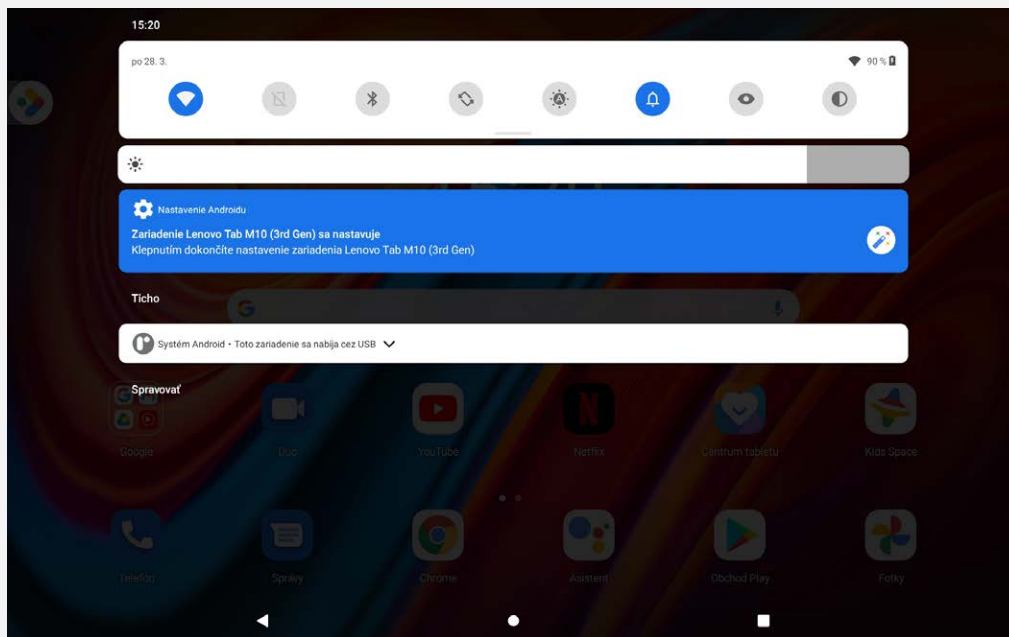 15:20
po 28. 3.
90 %
Nastavenie Androidu
Zariadenie Lenovo Tab M10 (3rd Gen) sa nastavuje
Klepnutím dokončíte nastavenie zariadenia Lenovo Tab M10 (3rd Gen)
Ticho
Systém Android • Toto zariadenie sa nabíja cez USB
Spravovať
Google
Duo
YouTube
Netflix
Centrum tabletu
Kids Space
Telefón
Správy
Chrome
Asistent
Obchod Play
Fotky